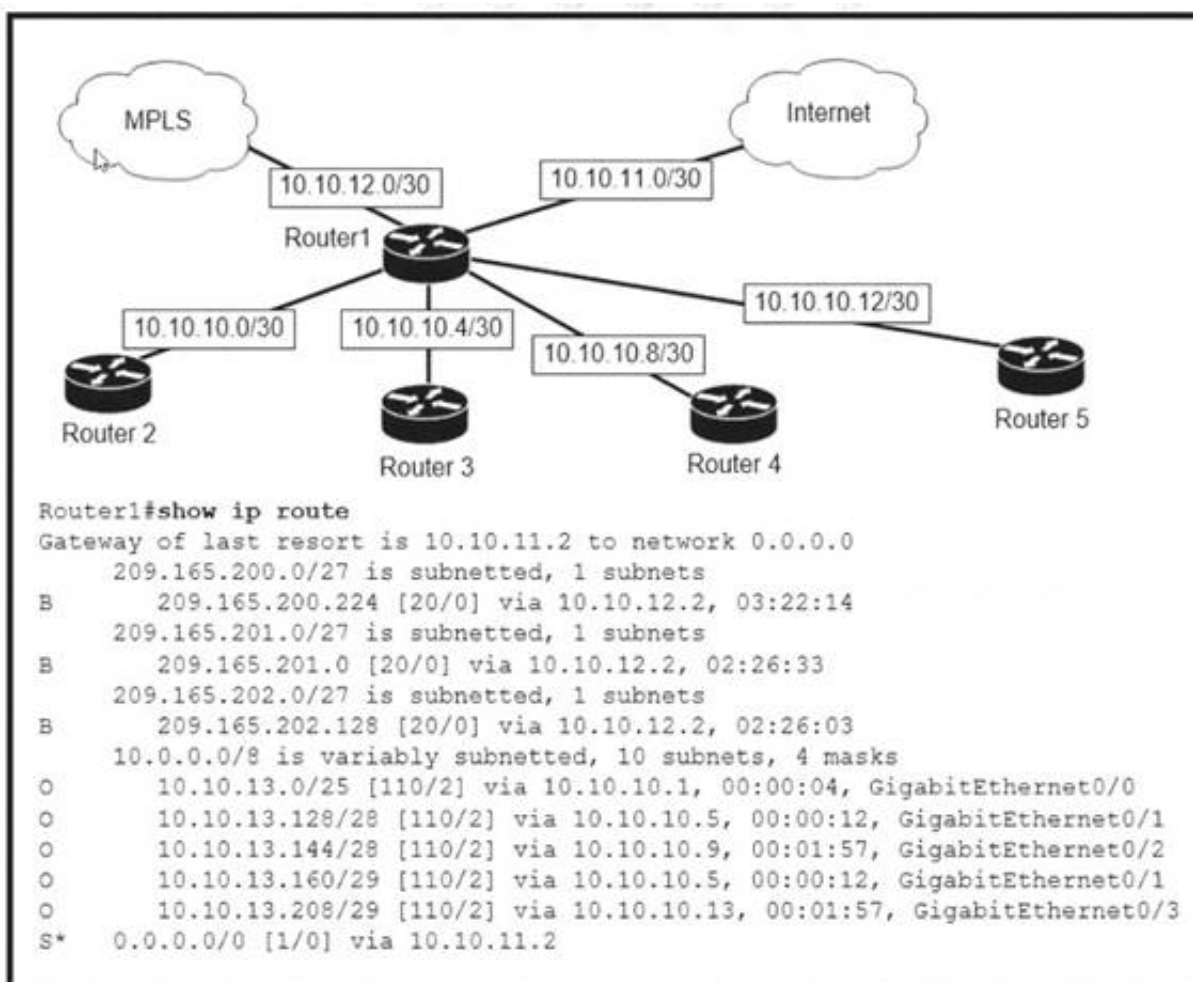 MPLS
Internet
10.10.12.0/30
10.10.11.0/30
Router1
10.10.10.0/30
10.10.10.4/30
10.10.10.8/30
10.10.10.12/30
Router 2
Router 3
Router 4
Router 5
Router1#show ip route
Gateway of last resort is 10.10.11.2 to network 0.0.0.0
209.165.200.0/27 is subnetted, 1 subnets
B 209.165.200.224 [20/0] via 10.10.12.2, 03:22:14
209.165.201.0/27 is subnetted, 1 subnets
B 209.165.201.0 [20/0] via 10.10.12.2, 02:26:33
209.165.202.0/27 is subnetted, 1 subnets
B 209.165.202.128 [20/0] via 10.10.12.2, 02:26:03
10.0.0.0/8 is variably subnetted, 10 subnets, 4 masks
O 10.10.13.0/25 [110/2] via 10.10.10.1, 00:00:04, GigabitEthernet0/0
O 10.10.13.128/28 [110/2] via 10.10.10.5, 00:00:12, GigabitEthernet0/1
O 10.10.13.144/28 [110/2] via 10.10.10.9, 00:01:57, GigabitEthernet0/2
O 10.10.13.160/29 [110/2] via 10.10.10.5, 00:00:12, GigabitEthernet0/1
O 10.10.13.208/29 [110/2] via 10.10.10.13, 00:01:57, GigabitEthernet0/3
S* 0.0.0.0/0 [1/0] via 10.10.11.2